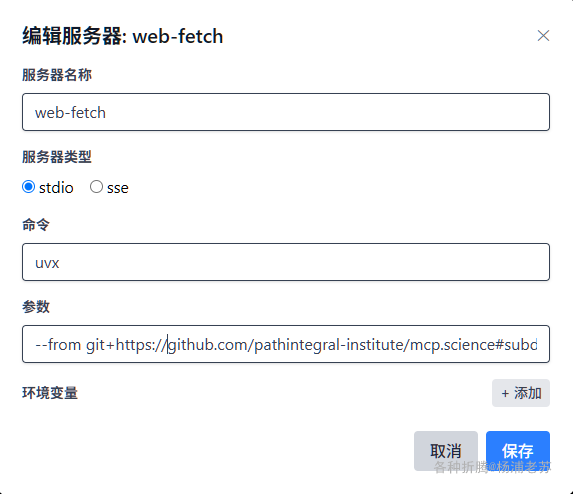 编辑服务器: web-fetch
服务器名称
web-fetch
服务器类型
stdio sse
命令
uvx
参数
--from git+https://github.com/pathintegral-institute/mcp.science#subd
环境变量 + 添加
取消 保存
各种折腾@杨浦老苏